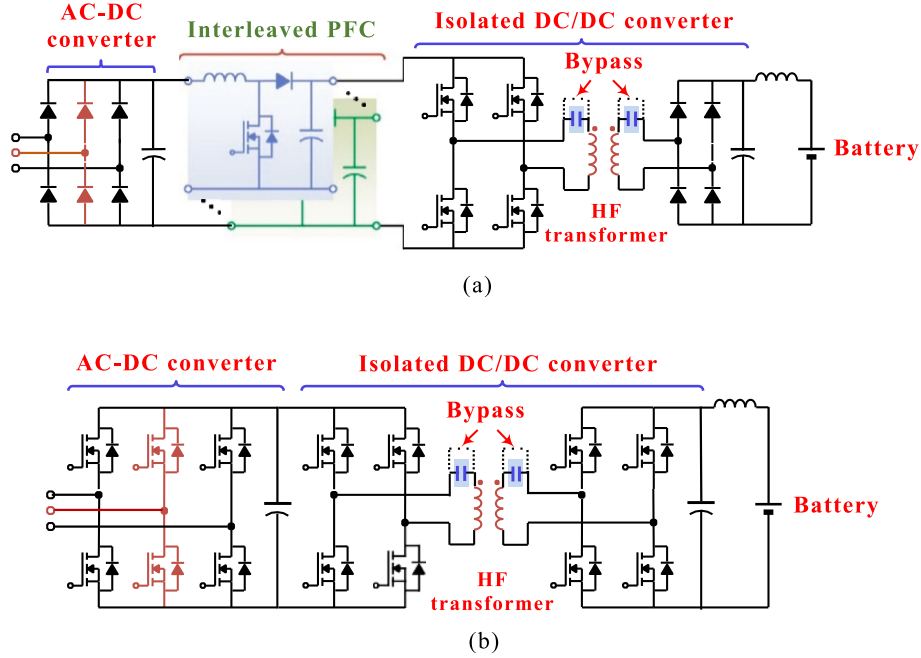 AC-DC
converter
Interleaved PFC
Isolated DC/DC converter
Bypass
Battery
HF
transformer
(a)
AC-DC converter
Isolated DC/DC converter
Bypass
Battery
HF
transformer
(b)